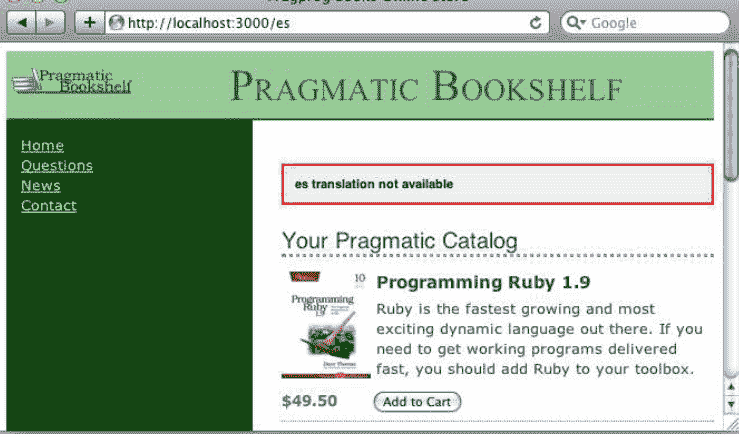 http://localhost:3000/es
Google
Pragmatic
Bookshelf
PRAGMATIC BOOKSHELF
Home
Questions
News
Contact
es translation not available
Your Pragmatic Catalog
Programming Ruby 1.9
Programming
Ruby 1.9
Ruby is the fastest growing and most
exciting dynamic language out there. If you
need to get working programs delivered
fast, you should add Ruby to your toolbox.
$49.50
Add to Cart